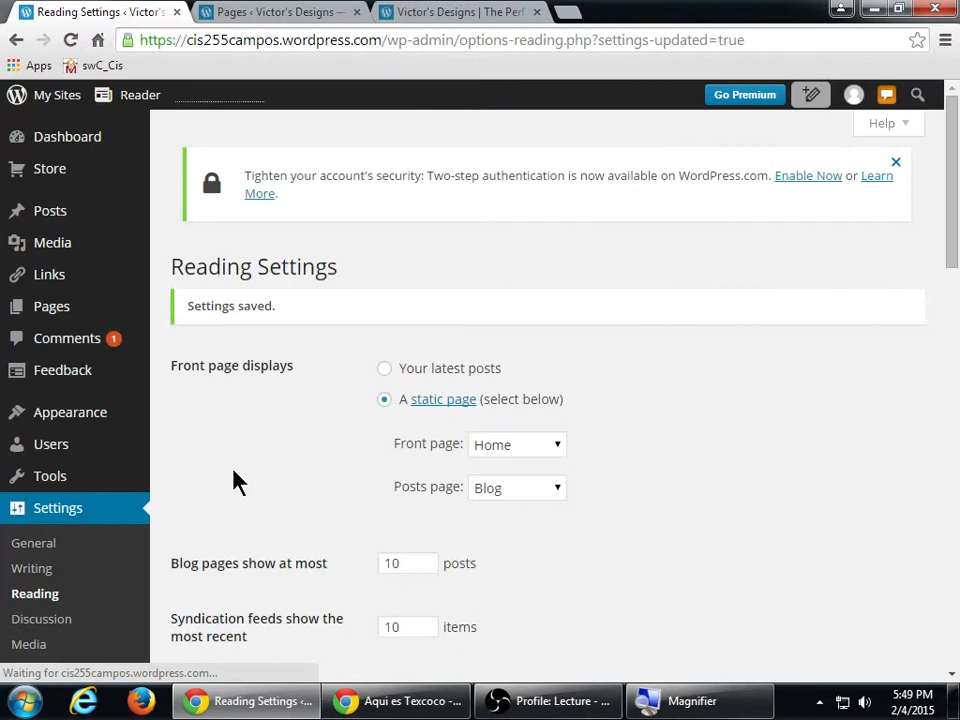 Reading Settings ‹ Victor's
Pages ‹ Victor's Designs —
Victor's Designs | The Perf
https://cis255campos.wordpress.com/wp-admin/options-reading.php?settings-updated=true
Apps
swC_Cis
My Sites
Reader
Go Premium
Help
Dashboard
Store
Posts
Media
Links
Pages
Comments 1
Feedback
Appearance
Users
Tools
Settings
General
Writing
Reading
Discussion
Media
Tighten your account's security: Two-step authentication is now available on WordPress.com. Enable Now or Learn
More.
Reading Settings
Settings saved.
Front page displays
Your latest posts
A static page (select below)
Front page: Home
Posts page: Blog
Blog pages show at most 10 posts
Syndication feeds show the
most recent
10 items
Waiting for cis255campos.wordpress.com...
Reading Settings ‹...
Aqui es Texcoco -...
Profile: Lecture - ...
Magnifier
5:49 PM
2/4/2015